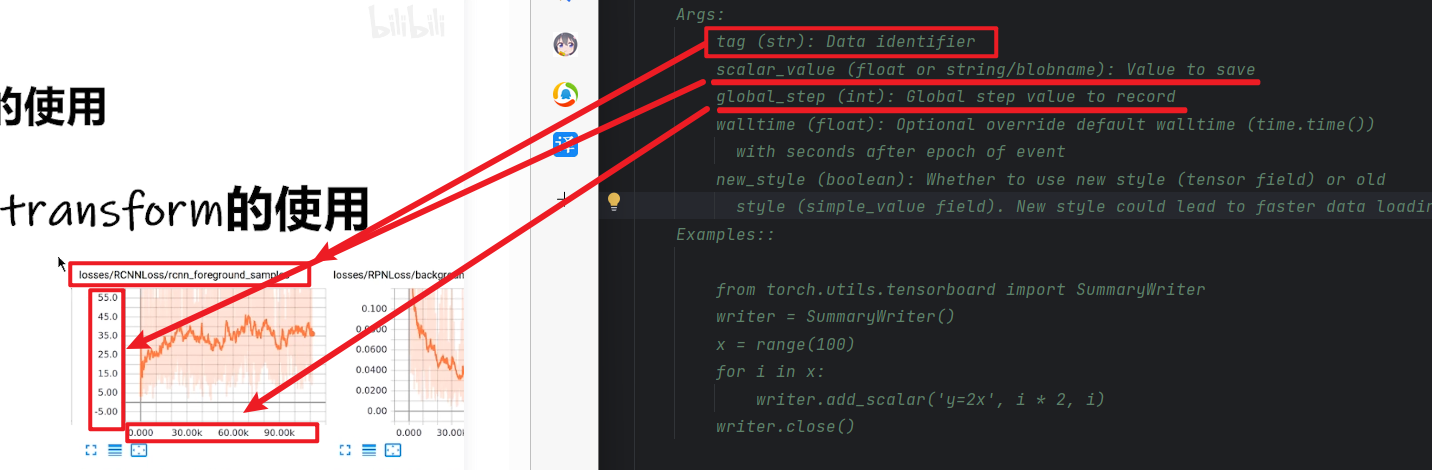 bilibili
的使用
transform的使用
losses/RCNNLoss/rcnn_foreground_samples
55.0
45.0
35.0
25.0
15.0
5.00
-5.00
0.000 30.00k 60.00k 90.00k
losses/RPNLoss/backgroun
0.100
0.0800
0.0600
0.0400
0.0200
0.00
0.000 30.00k
译
Args:
tag (str): Data identifier
scalar_value (float or string/blobname): Value to save
global_step (int): Global step value to record
walltime (float): Optional override default walltime (time.time())
with seconds after epoch of event
new_style (boolean): Whether to use new style (tensor field) or old
style (simple_value field). New style could lead to faster data loadin
Examples::
from torch.utils.tensorboard import SummaryWriter
writer = SummaryWriter()
x = range(100)
for i in x:
writer.add_scalar('y=2x', i * 2, i)
writer.close()